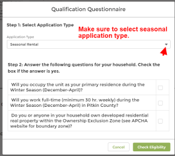 Qualification Questionnaire
Step 1: Select Application Type
Application Type
Seasonal Rental
Make sure to select seasonal
application type.
Step 2: Answer the following questions for your household. Check the
box if the answer is yes.
Will you occupy the unit as your primary residence during the
Winter Season (December-April)?
Will you work full-time (minimum 30 hr. weekly) during the
Winter Season (December-April) in Pitkin County?
Do you or anyone in your household own developed residential
real property within the Ownership Exclusion Zone (see APCHA
website for boundary zone)?
Cancel
Check Eligibility